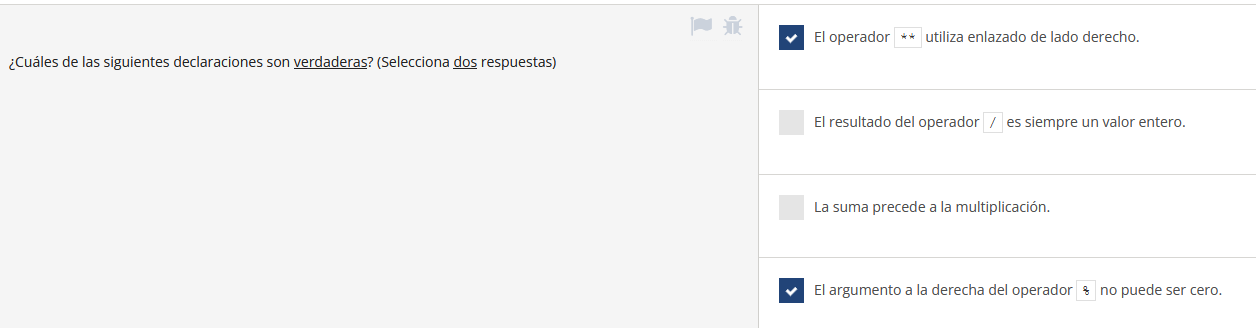 ¿Cuáles de las siguientes declaraciones son verdaderas? (Selecciona dos respuestas)
El operador ** utiliza enlazado de lado derecho.
El resultado del operador / es siempre un valor entero.
La suma precede a la multiplicación.
El argumento a la derecha del operador % no puede ser cero.